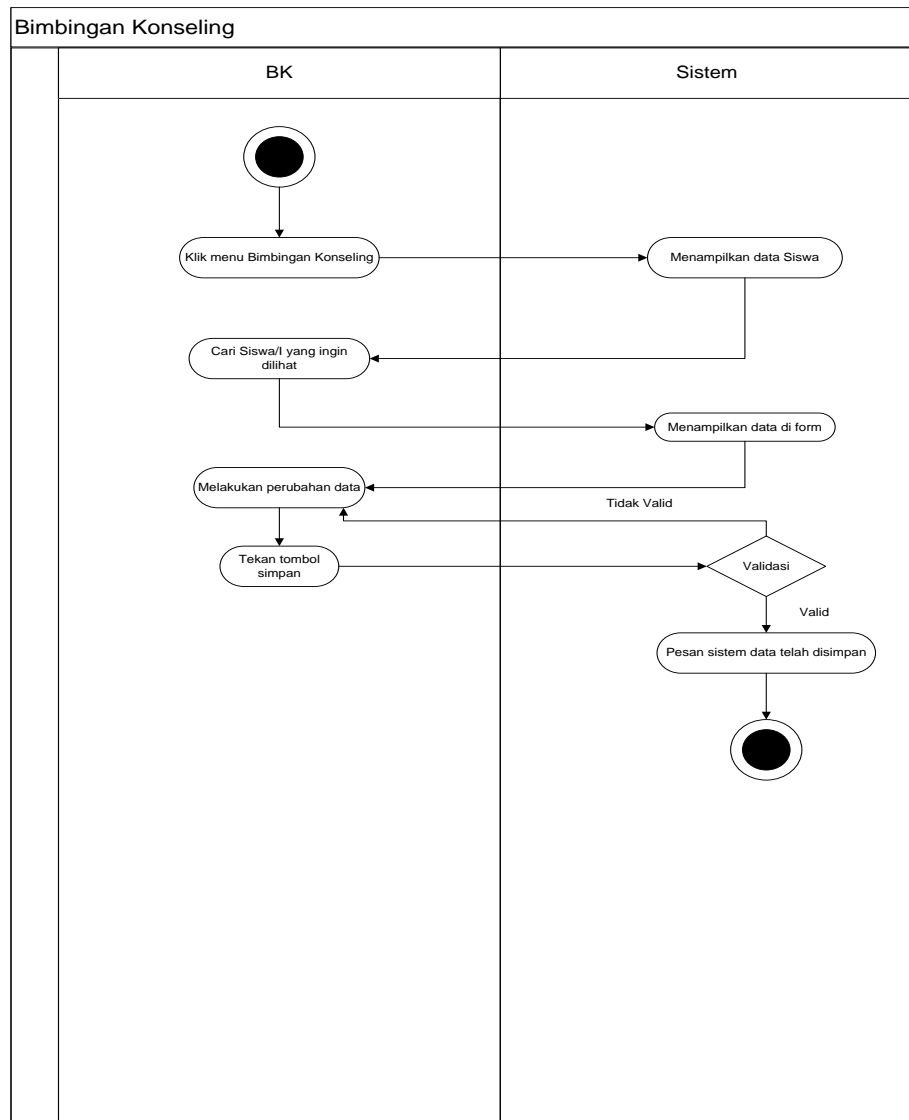 Bimbingan Konseling
BK
Sistem
Klik menu Bimbingan Konseling
Menampilkan data Siswa
Cari Siswa/I yang ingin
dilihat
Menampilkan data di form
Melakukan perubahan data
Tidak Valid
Tekan tombol
simpan
Validasi
Valid
Pesan sistem data telah disimpan